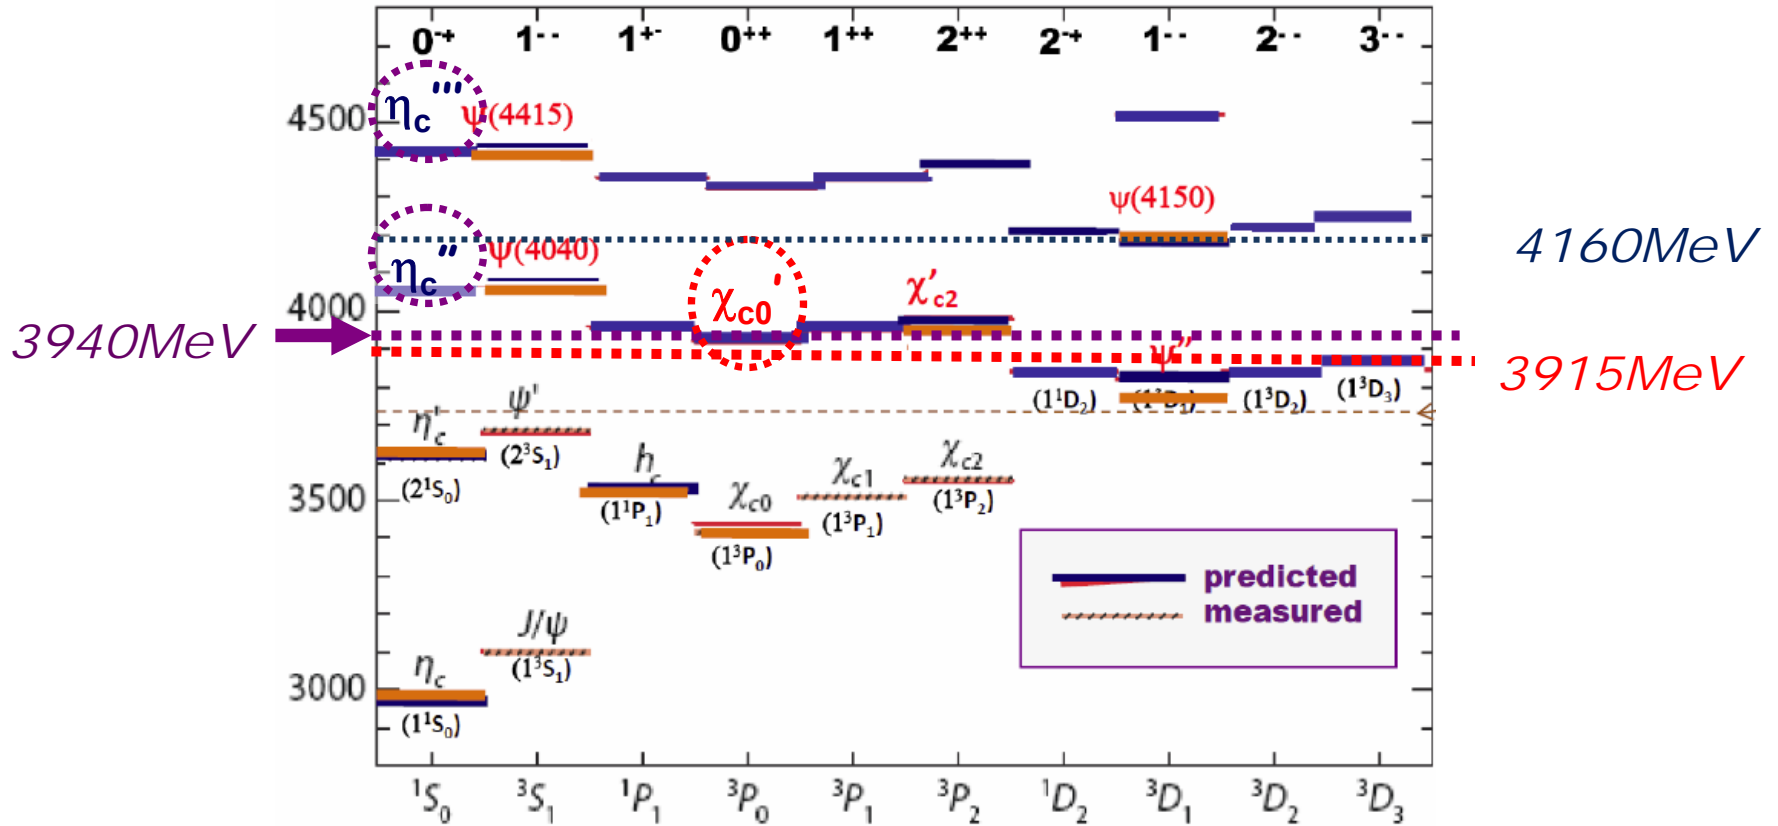 0⁻⁺ 1⁻⁻ 1⁺⁻ 0⁺⁺ 1⁺⁺ 2⁺⁺ 2⁻⁺ 1⁻⁻ 2⁻⁻ 3⁻⁻
ηc''' ψ(4415)
4500
ψ(4150)
ηc'' ψ(4040)
4160MeV
χc0' χ'c2
4000
3940MeV
ψ''
3915MeV
(1¹D₂) (1³D₁) (1³D₂) (1³D₃)
η'c ψ'
(2¹S₀) (2³S₁)
hc χc0 χc1 χc2
3500
(1¹P₁) (1³P₀) (1³P₁) (1³P₂)
predicted
measured
J/ψ
(1³S₁)
ηc
3000
(1¹S₀)
¹S₀ ³S₁ ¹P₁ ³P₀ ³P₁ ³P₂ ¹D₂ ³D₁ ³D₂ ³D₃